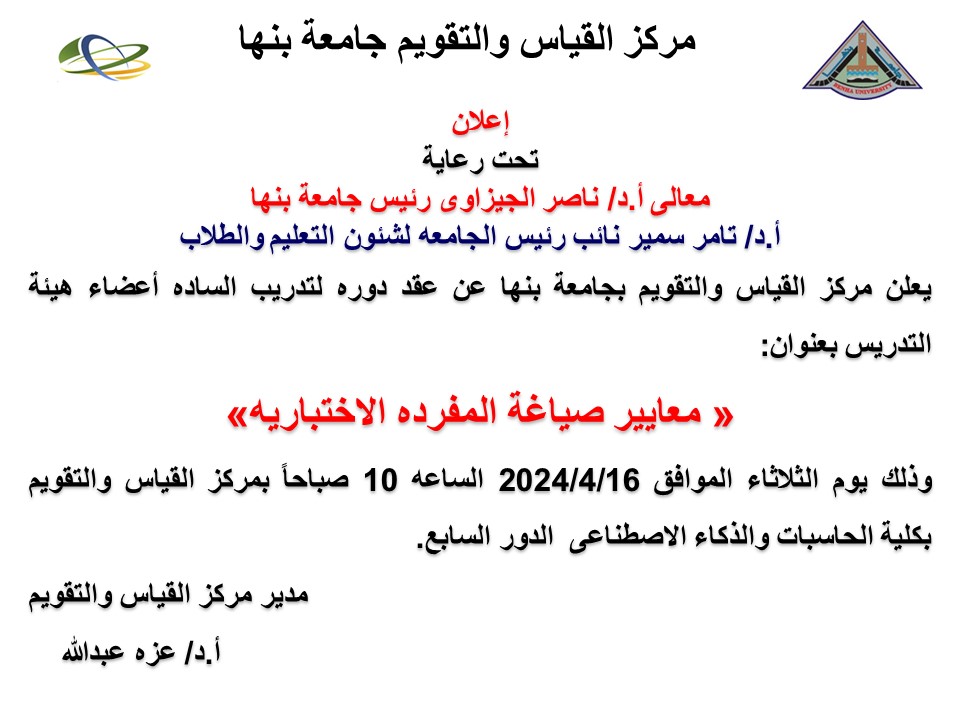 مركز القياس والتقويم جامعة بنها
إعلان
تحت رعاية
معالى أ.د/ ناصر الجيزاوى رئيس جامعة بنها
أ.د/ تامر سمير نائب رئيس الجامعه لشئون التعليم والطلاب
يعلن مركز القياس والتقويم بجامعة بنها عن عقد دوره لتدريب الساده أعضاء هيئة
التدريس بعنوان:
« معايير صياغة المفرده الاختباريه»
وذلك يوم الثلاثاء الموافق 2024/4/16 الساعه 10 صباحاً بمركز القياس والتقويم
بكلية الحاسبات والذكاء الاصطناعى الدور السابع.
مدير مركز القياس والتقويم
أ.د/ عزه عبدالله
BENHA UNIVERSITY